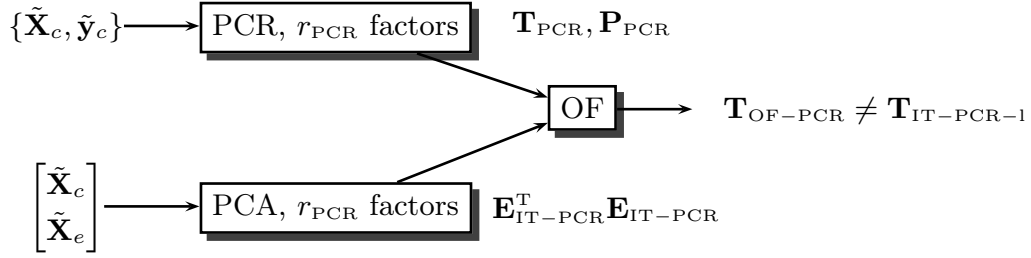 {X̃_c, ỹ_c} PCR, r_PCR factors T_PCR, P_PCR
OF T_OF−PCR ≠ T_IT−PCR−1
[X̃_c
X̃_e] PCA, r_PCR factors E^T_IT−PCR E_IT−PCR